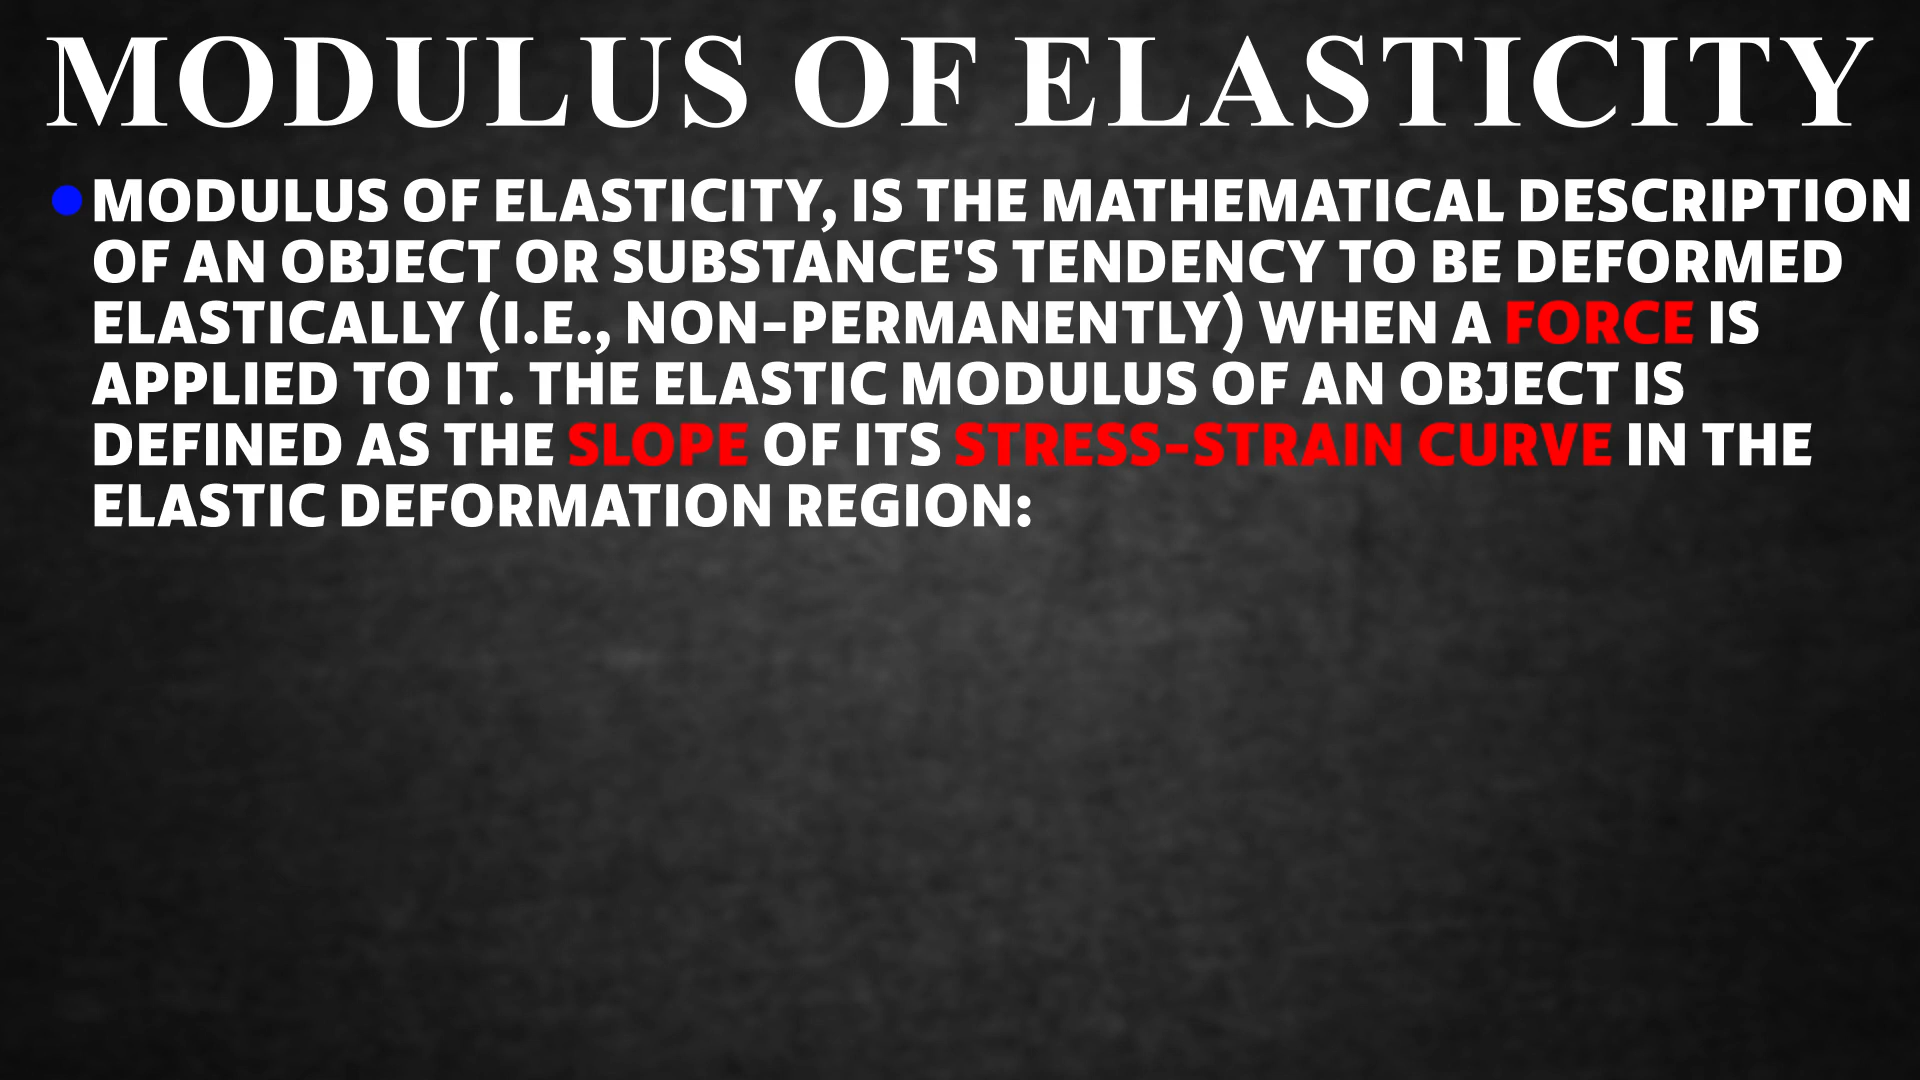 MODULUS OF ELASTICITY
• MODULUS OF ELASTICITY, IS THE MATHEMATICAL DESCRIPTION
OF AN OBJECT OR SUBSTANCE'S TENDENCY TO BE DEFORMED
ELASTICALLY (I.E., NON-PERMANENTLY) WHEN A FORCE IS
APPLIED TO IT. THE ELASTIC MODULUS OF AN OBJECT IS
DEFINED AS THE SLOPE OF ITS STRESS-STRAIN CURVE IN THE
ELASTIC DEFORMATION REGION: